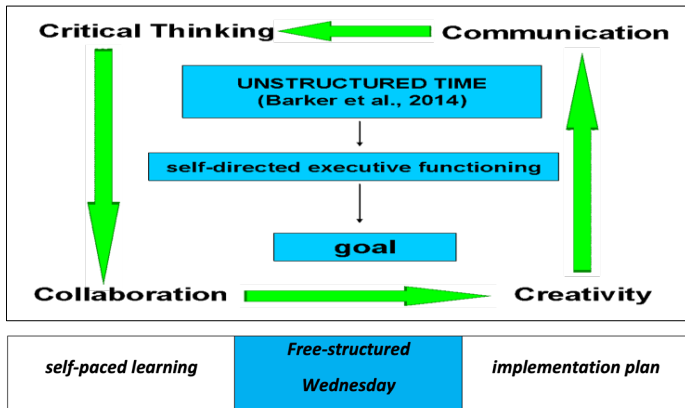 Critical Thinking
Communication
UNSTRUCTURED TIME
(Barker et al., 2014)
self-directed executive functioning
goal
Collaboration
Creativity
self-paced learning
Free-structured
Wednesday
implementation plan